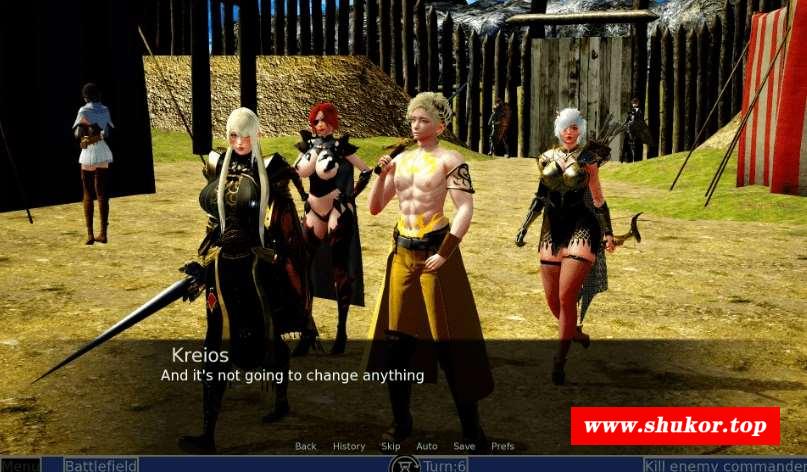 Kreios
And it's not going to change anything
www.shukor.top
Back History Skip Auto Save Prefs
Menu Battlefield Turn:6 Kill enemy commander